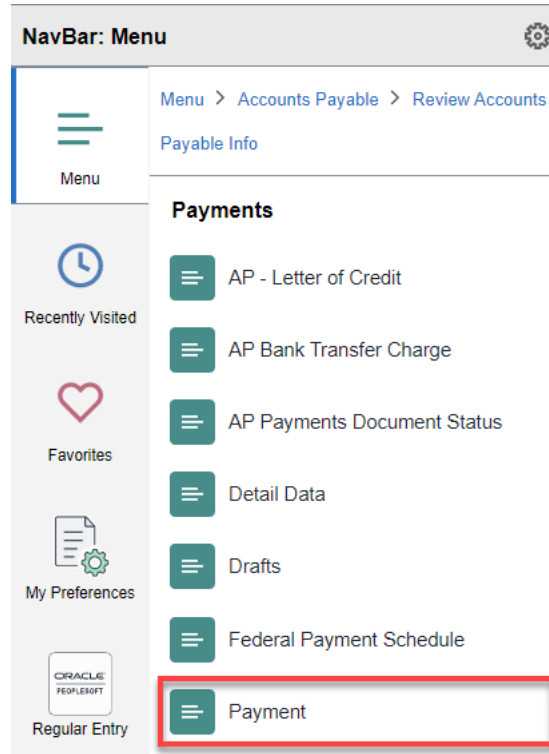 NavBar: Menu
Menu
Menu > Accounts Payable > Review Accounts
Payable Info
Payments
Recently Visited
AP - Letter of Credit
AP Bank Transfer Charge
Favorites
AP Payments Document Status
Detail Data
My Preferences
Drafts
Federal Payment Schedule
ORACLE
PEOPLESOFT
Regular Entry
Payment